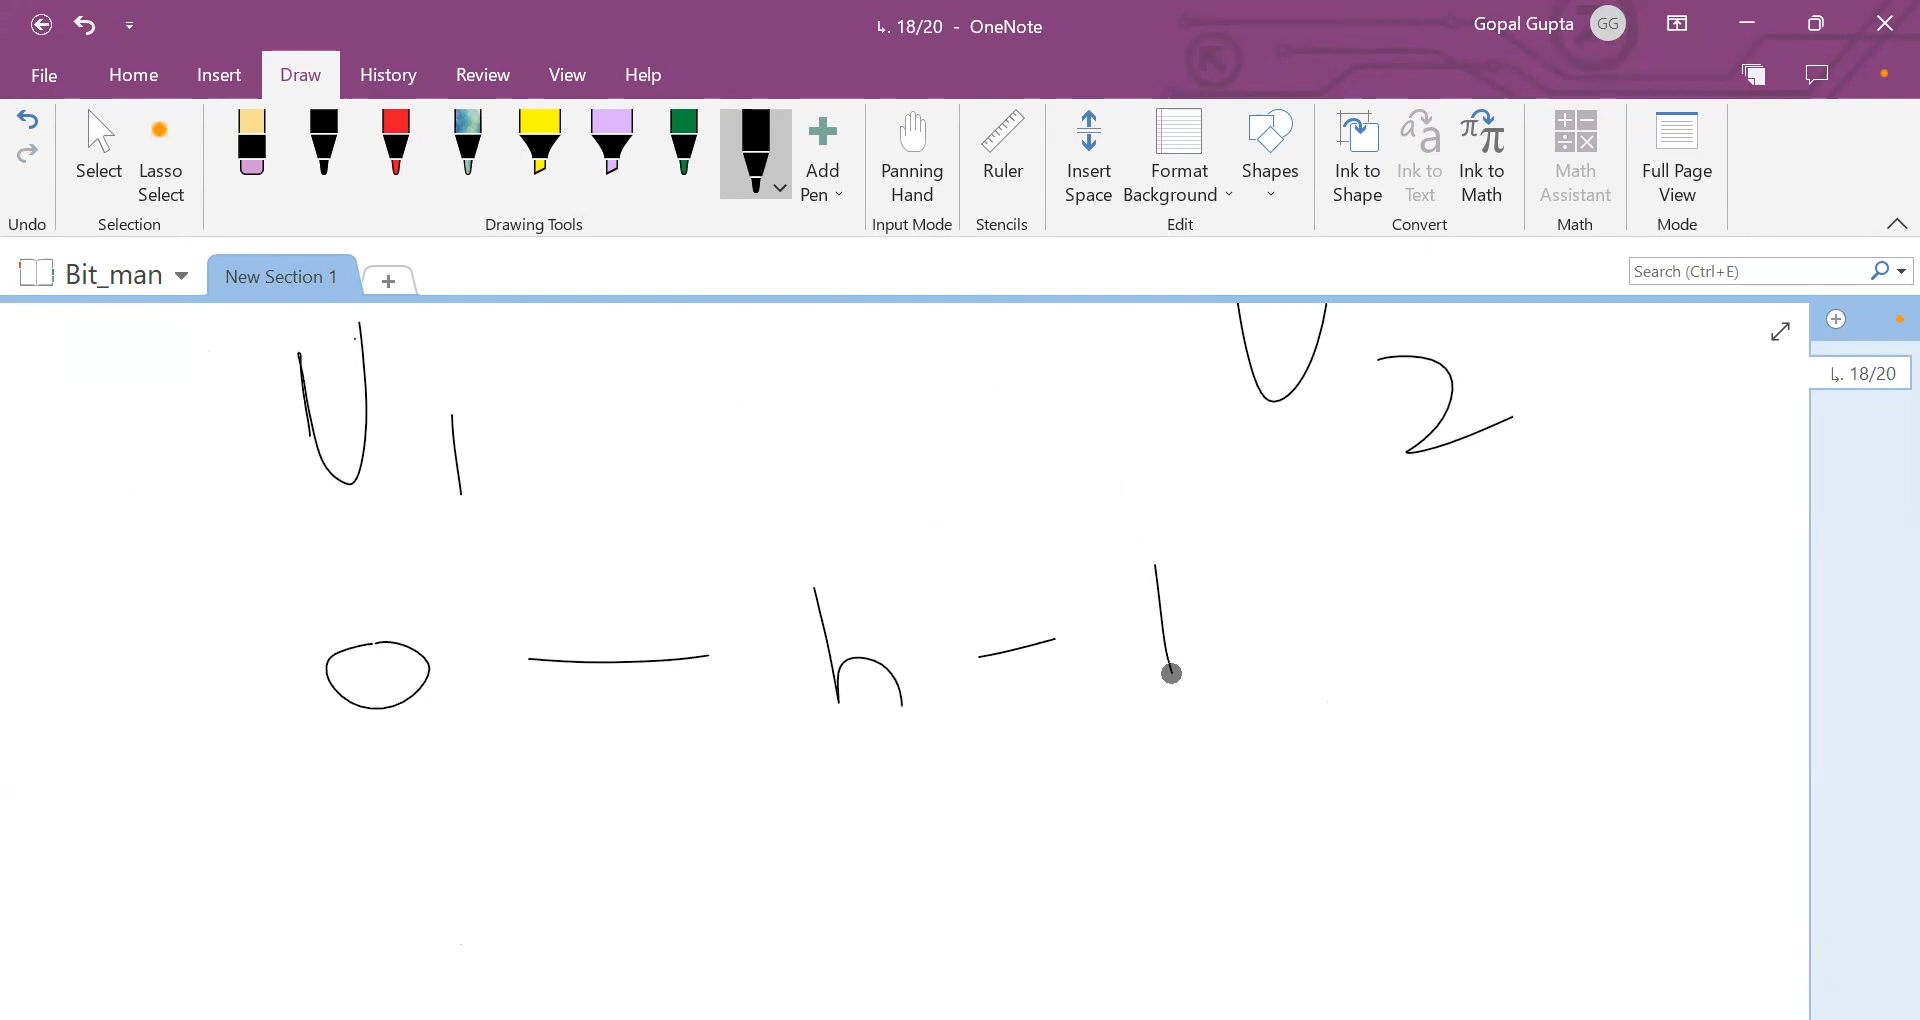 ↳. 18/20 - OneNote
Gopal Gupta GG
File Home Insert Draw History Review View Help
Select
Lasso Select
Add Pen
Panning Hand
Ruler
Insert Space
Format Background
Shapes
Ink to Shape
Ink to Text
Ink to Math
Math Assistant
Full Page View
Undo Selection Drawing Tools Input Mode Stencils Edit Convert Math Mode
Bit_man New Section 1 Search (Ctrl+E)
↳. 18/20
U1 U2
0 — n - 1